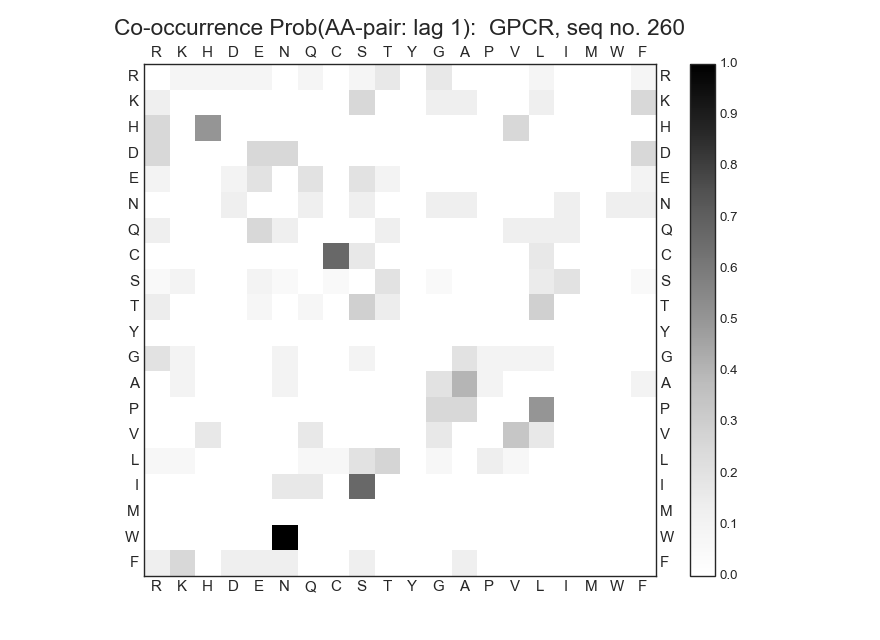 Co-occurrence Prob(AA-pair: lag 1):  GPCR, seq no. 260
R K H D E N Q C S T Y G A P V L I M W F
1.0
R R
0.9
K K
H H
0.8
D D
E E
0.7
N N
Q Q
0.6
C C
S S
0.5
T T
Y Y
0.4
G G
A A
P P
0.3
V V
0.2
L L
I I
0.1
M M
W W
F F
0.0
R K H D E N Q C S T Y G A P V L I M W F